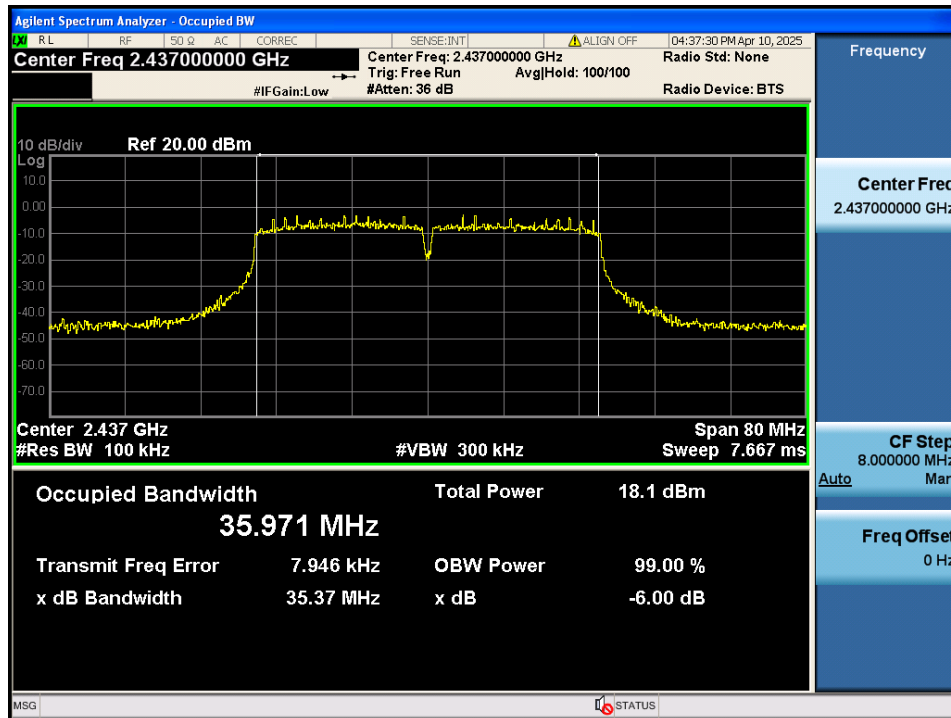 Agilent Spectrum Analyzer - Occupied BW
LXI RL RF 50 Ω AC CORREC SENSE:INT ALIGN OFF 04:37:30 PM Apr 10, 2025
Center Freq 2.437000000 GHz
Center Freq: 2.437000000 GHz Radio Std: None
Trig: Free Run Avg|Hold: 100/100
#IFGain:Low #Atten: 36 dB Radio Device: BTS
10 dB/div Ref 20.00 dBm
Log
10.0
0.00
-10.0
-20.0
-30.0
-40.0
-50.0
-60.0
-70.0
Center 2.437 GHz Span 80 MHz
#Res BW 100 kHz #VBW 300 kHz Sweep 7.667 ms
Occupied Bandwidth Total Power 18.1 dBm
35.971 MHz
Transmit Freq Error 7.946 kHz OBW Power 99.00 %
x dB Bandwidth 35.37 MHz x dB -6.00 dB
MSG STATUS
Frequency
Center Freq
2.437000000 GHz
CF Step
8.000000 MHz
Auto Man
Freq Offset
0 Hz